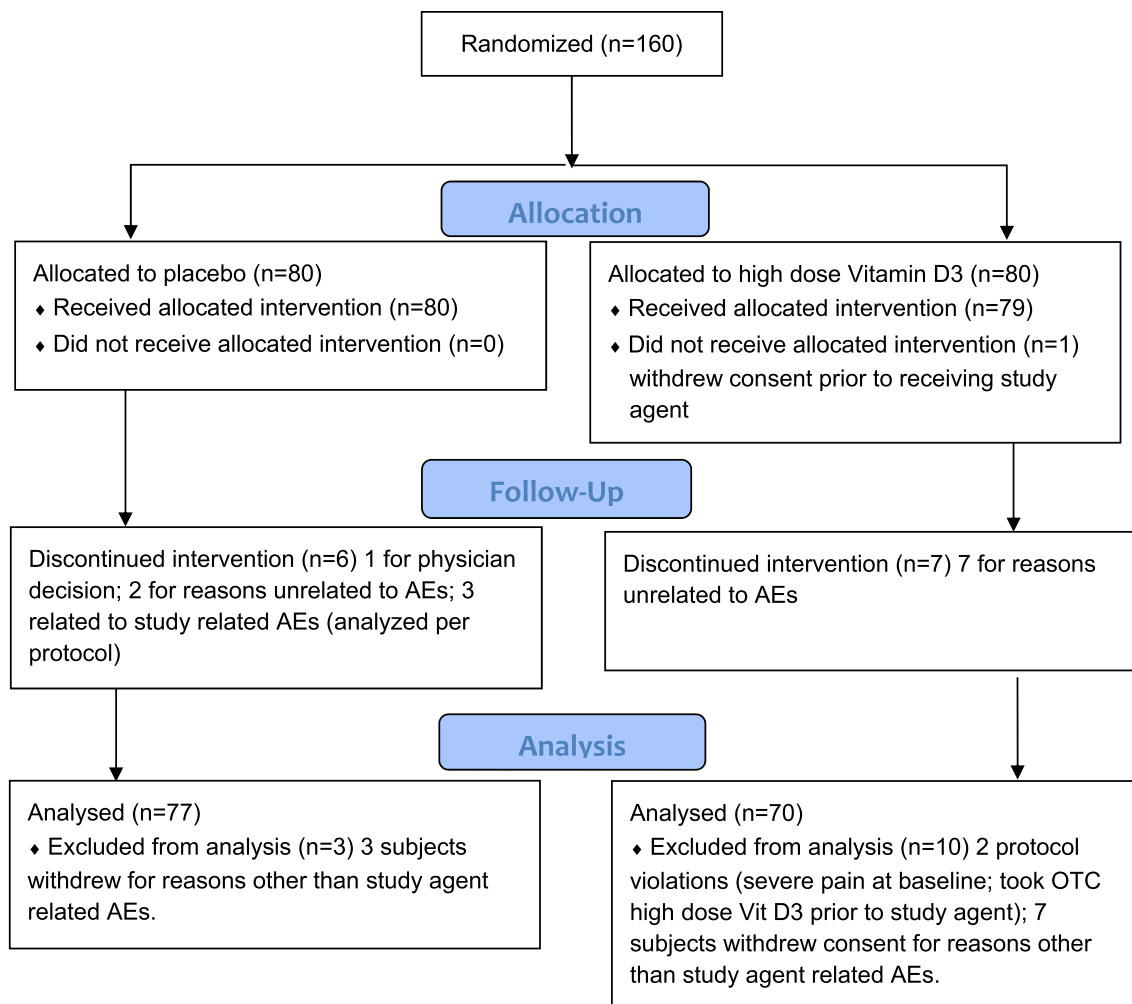 Randomized (n=160)
Allocation
Allocated to placebo (n=80)
♦ Received allocated intervention (n=80)
♦ Did not receive allocated intervention (n=0)
Allocated to high dose Vitamin D3 (n=80)
♦ Received allocated intervention (n=79)
♦ Did not receive allocated intervention (n=1)
withdrew consent prior to receiving study
agent
Follow-Up
Discontinued intervention (n=6) 1 for physician
decision; 2 for reasons unrelated to AEs; 3
related to study related AEs (analyzed per
protocol)
Discontinued intervention (n=7) 7 for reasons
unrelated to AEs
Analysis
Analysed (n=77)
♦ Excluded from analysis (n=3) 3 subjects
withdrew for reasons other than study agent
related AEs.
Analysed (n=70)
♦ Excluded from analysis (n=10) 2 protocol
violations (severe pain at baseline; took OTC
high dose Vit D3 prior to study agent); 7
subjects withdrew consent for reasons other
than study agent related AEs.